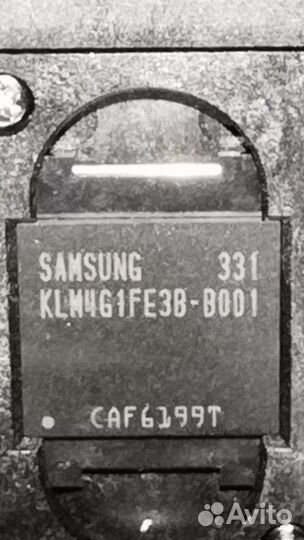 SAMSUNG 331
KLM4G1FE3B-B001
CAF6199T
Avito